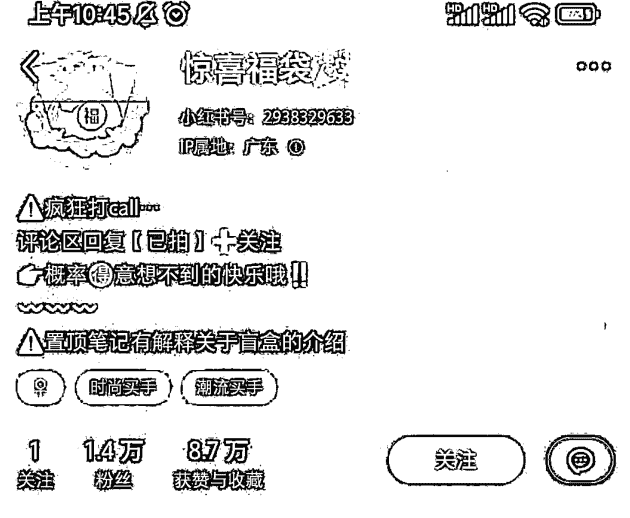 上午10:45
惊喜福袋
福
小红书号：2938329633
IP属地：广东
疯狂打call…
评论区回复【已拍】➕关注
👉概率得意想不到的快乐哦‼
置顶笔记有解释关于盲盒的介绍
时尚买手 潮流买手
1 1.4万 8.7万
关注 粉丝 获赞与收藏
关注